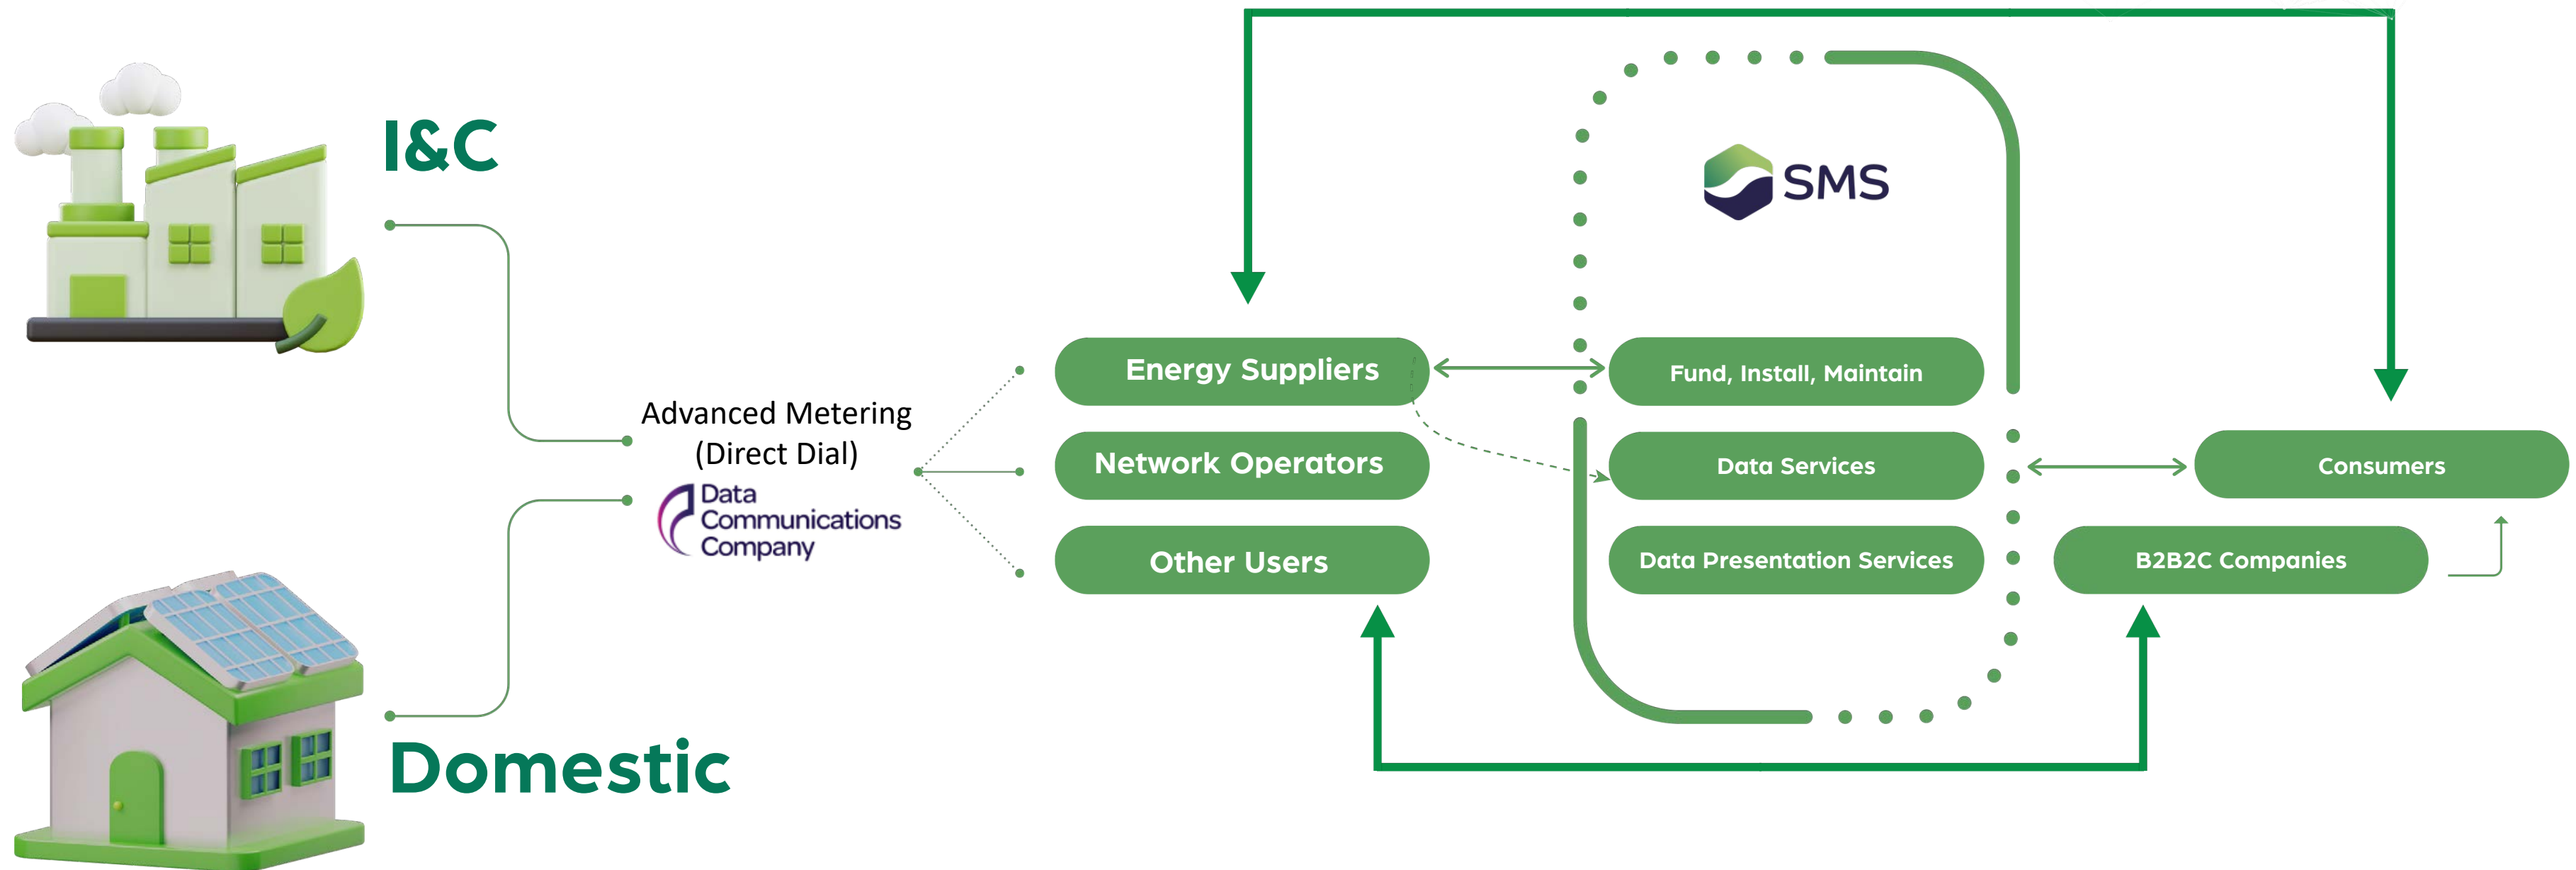 I&C
SMS
Advanced Metering
(Direct Dial)
Data
Communications
Company
Energy Suppliers
Network Operators
Other Users
Fund, Install, Maintain
Data Services
Data Presentation Services
Consumers
B2B2C Companies
Domestic